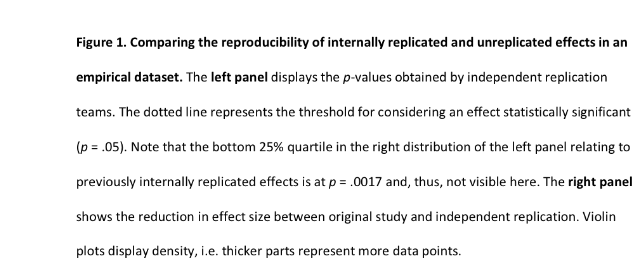 Figure 1. Comparing the reproducibility of internally replicated and unreplicated effects in an
empirical dataset. The left panel displays the p-values obtained by independent replication
teams. The dotted line represents the threshold for considering an effect statistically significant
(p = .05). Note that the bottom 25% quartile in the right distribution of the left panel relating to
previously internally replicated effects is at p = .0017 and, thus, not visible here. The right panel
shows the reduction in effect size between original study and independent replication. Violin
plots display density, i.e. thicker parts represent more data points.